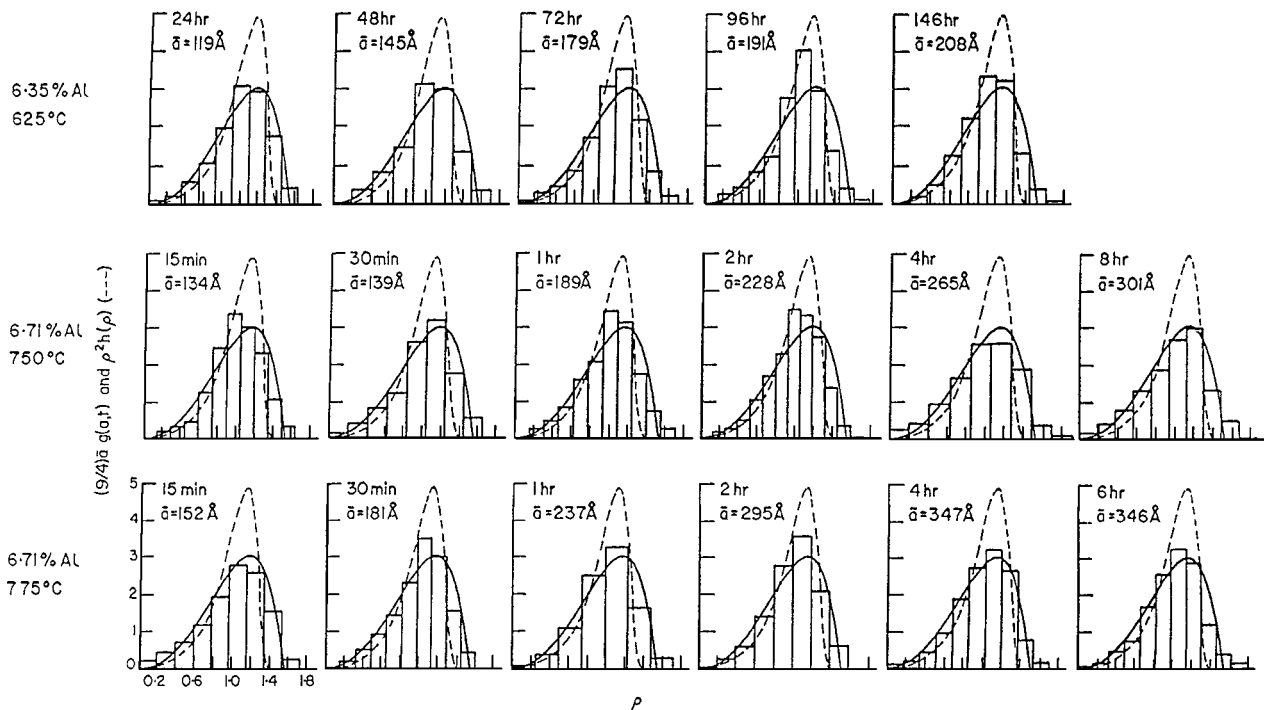 24hr
ā=119Å
48hr
ā=145Å
72hr
ā=179Å
96hr
ā=191Å
146hr
ā=208Å
6·35%Al
625°C
15min
ā=134Å
30min
ā=139Å
1hr
ā=189Å
2hr
ā=228Å
4hr
ā=265Å
8hr
ā=301Å
6·71%Al
750°C
(9/4)ā g(a,t) and ρ²h(ρ) (---)
15min
ā=152Å
30min
ā=181Å
1hr
ā=237Å
2hr
ā=295Å
4hr
ā=347Å
6hr
ā=346Å
6·71%Al
775°C
5
4
3
2
1
0
0·2 0·6 1·0 1·4 1·8
ρ